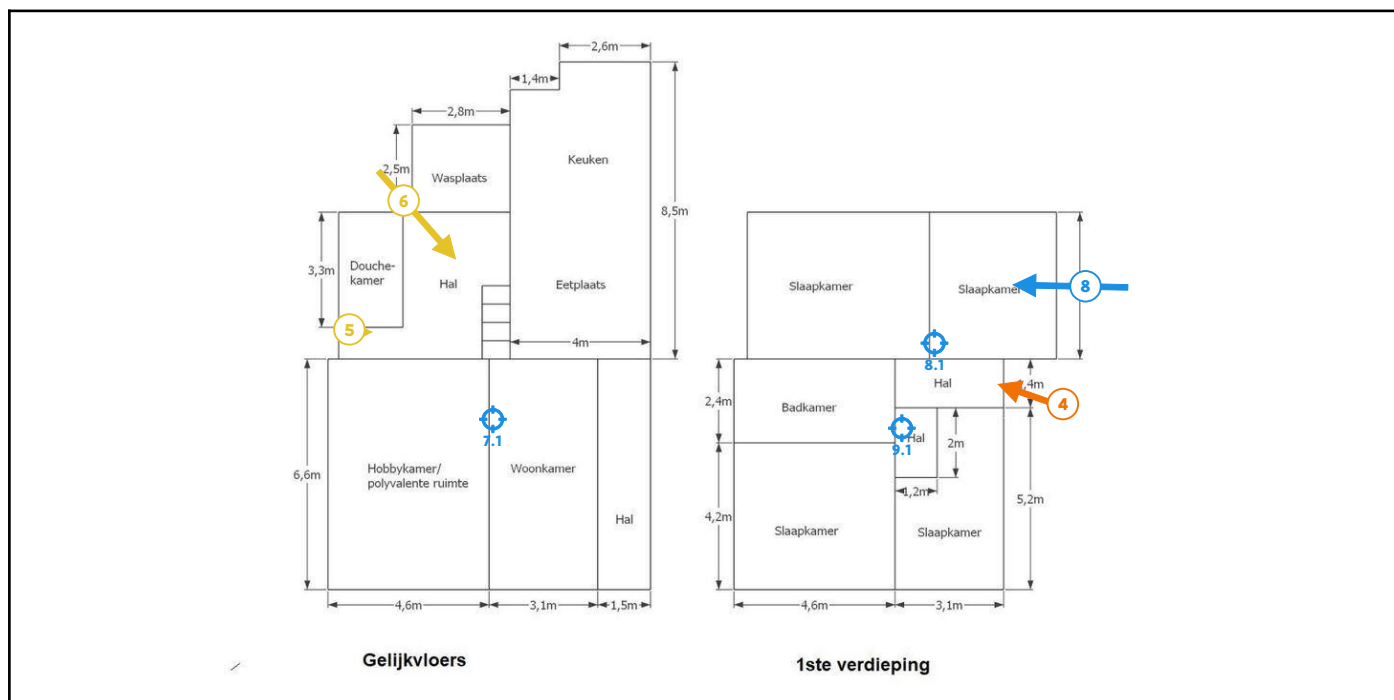 2,6m
1,4m
2,8m
2,5m
Wasplaats
Keuken
6
8,5m
3,3m
Douche-
kamer
Hal
Eetplaats
5
4m
7.1
6,6m
Hobbykamer/
polyvalente ruimte
Woonkamer
Hal
4,6m
3,1m
1,5m
Gelijkvloers
Slaapkamer
Slaapkamer
8
8.1
Hal
4
2,4m
Badkamer
9.1
Hal
2m
1,2m
4,2m
5,2m
Slaapkamer
Slaapkamer
4,6m
3,1m
1ste verdieping